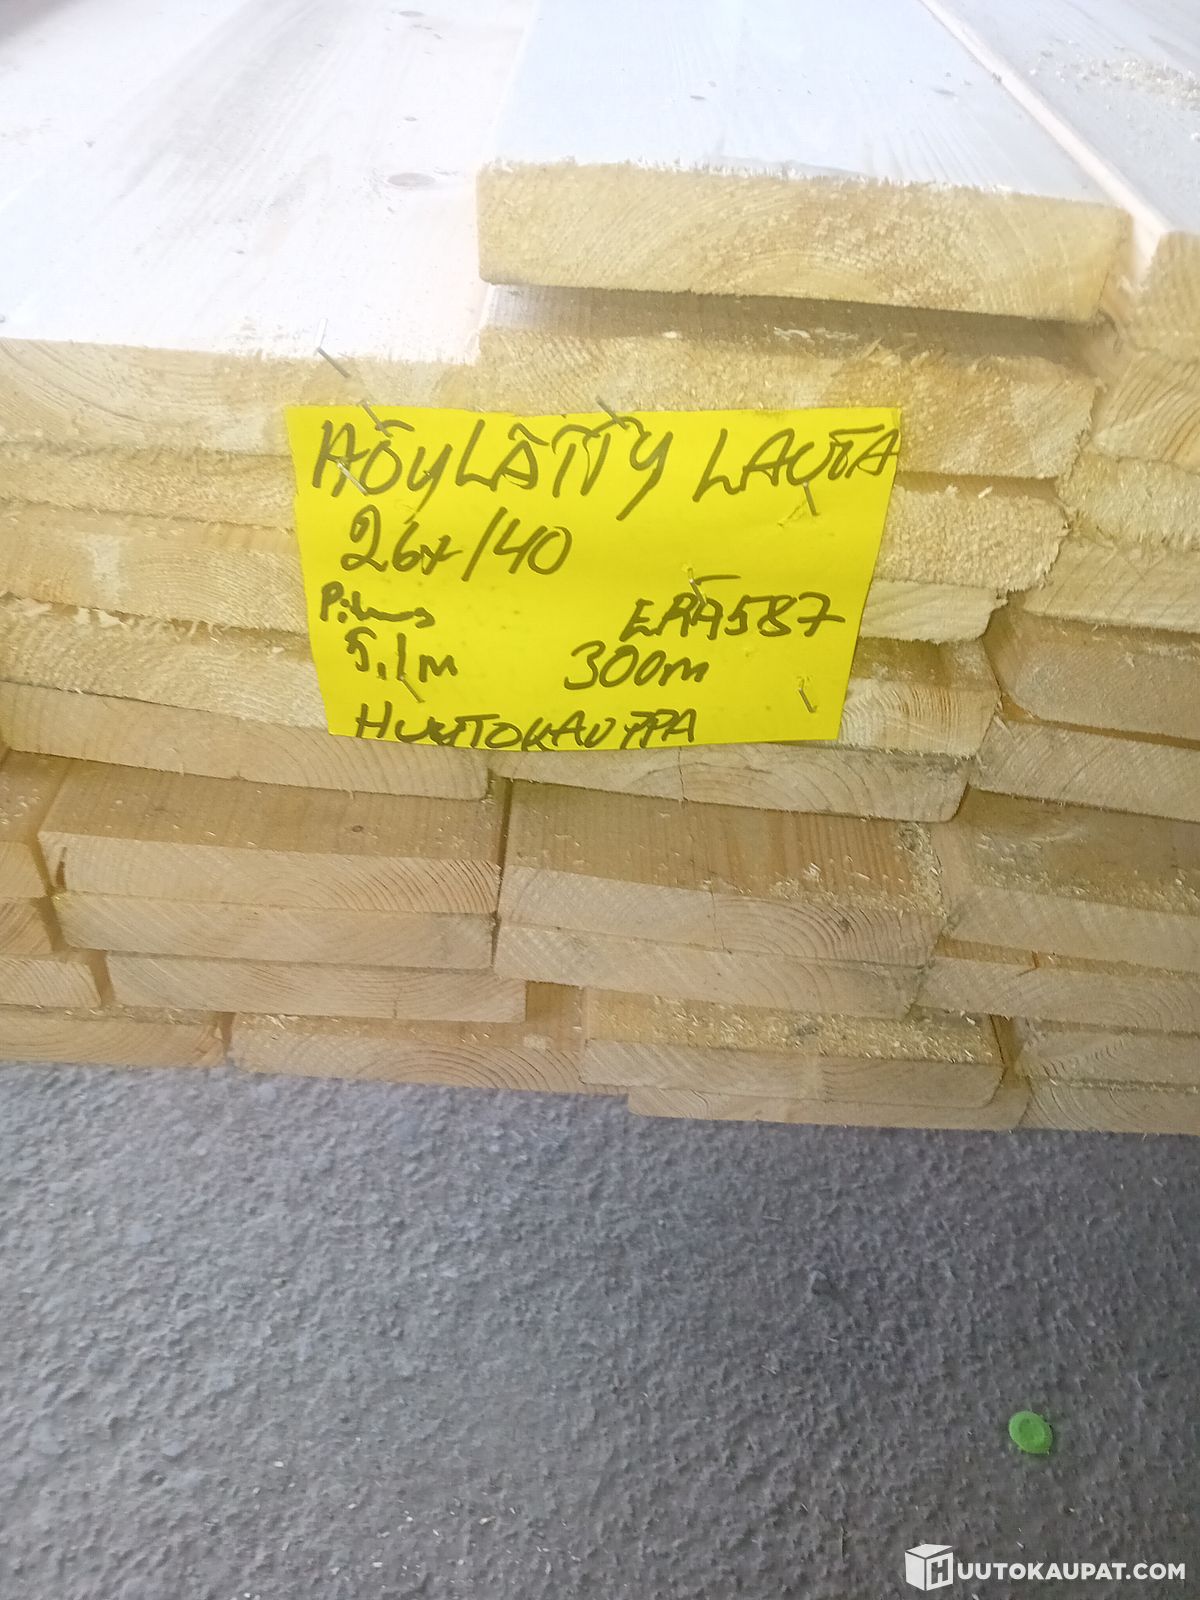 HÖYLÄTTY LAUTA
26x140
Pituus ERÄ587
5.1m 300m
HUUTOKAUPPA
HUUTOKAUPAT.COM